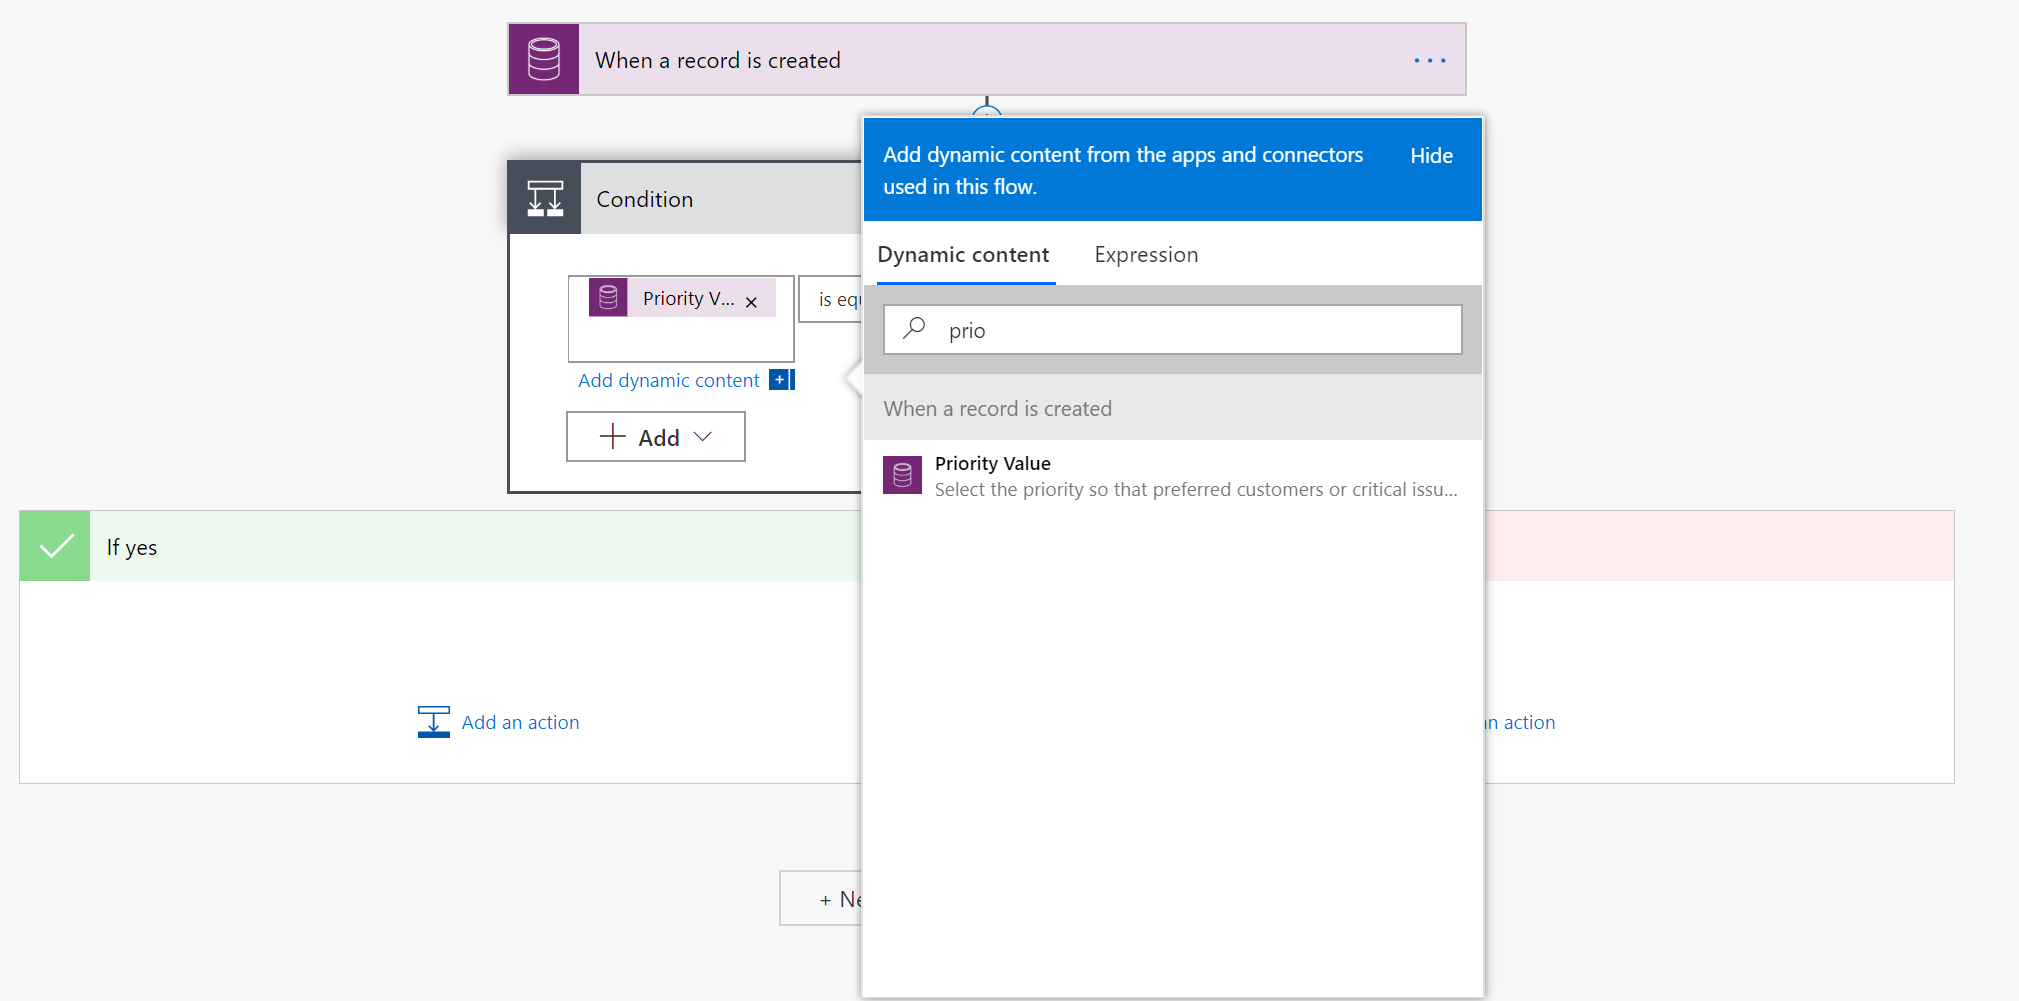 When a record is created
Add dynamic content from the apps and connectors
used in this flow.
Hide
Condition
Dynamic content
Expression
Priority V...
is equ
prio
Add dynamic content
When a record is created
Add
Priority Value
Select the priority so that preferred customers or critical issu...
If yes
Add an action
an action
+ Ne